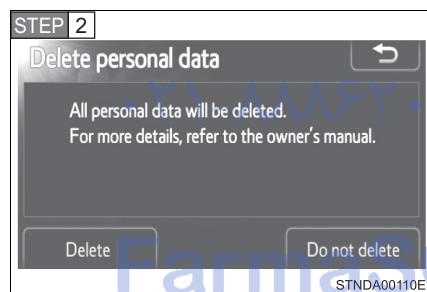 STEP 2
Delete personal data
All personal data will be deleted.
For more details, refer to the owner's manual.
Delete
Do not delete
STNDA00110E